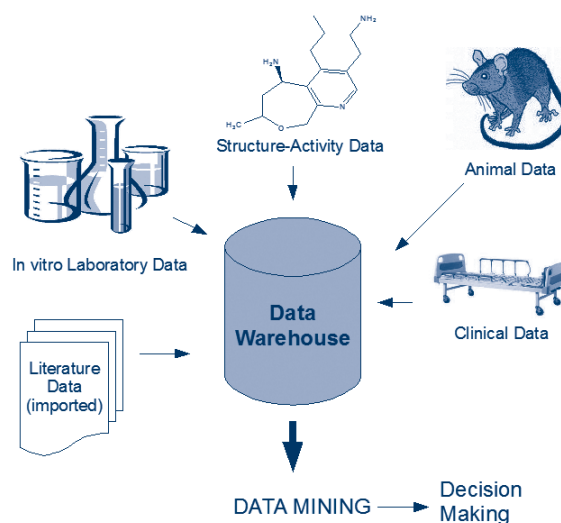 NH₂
H₂N
N
H₃C
O
Structure-Activity Data
Animal Data
In vitro Laboratory Data
Data
Warehouse
Clinical Data
Literature
Data
(imported)
DATA MINING
Decision
Making